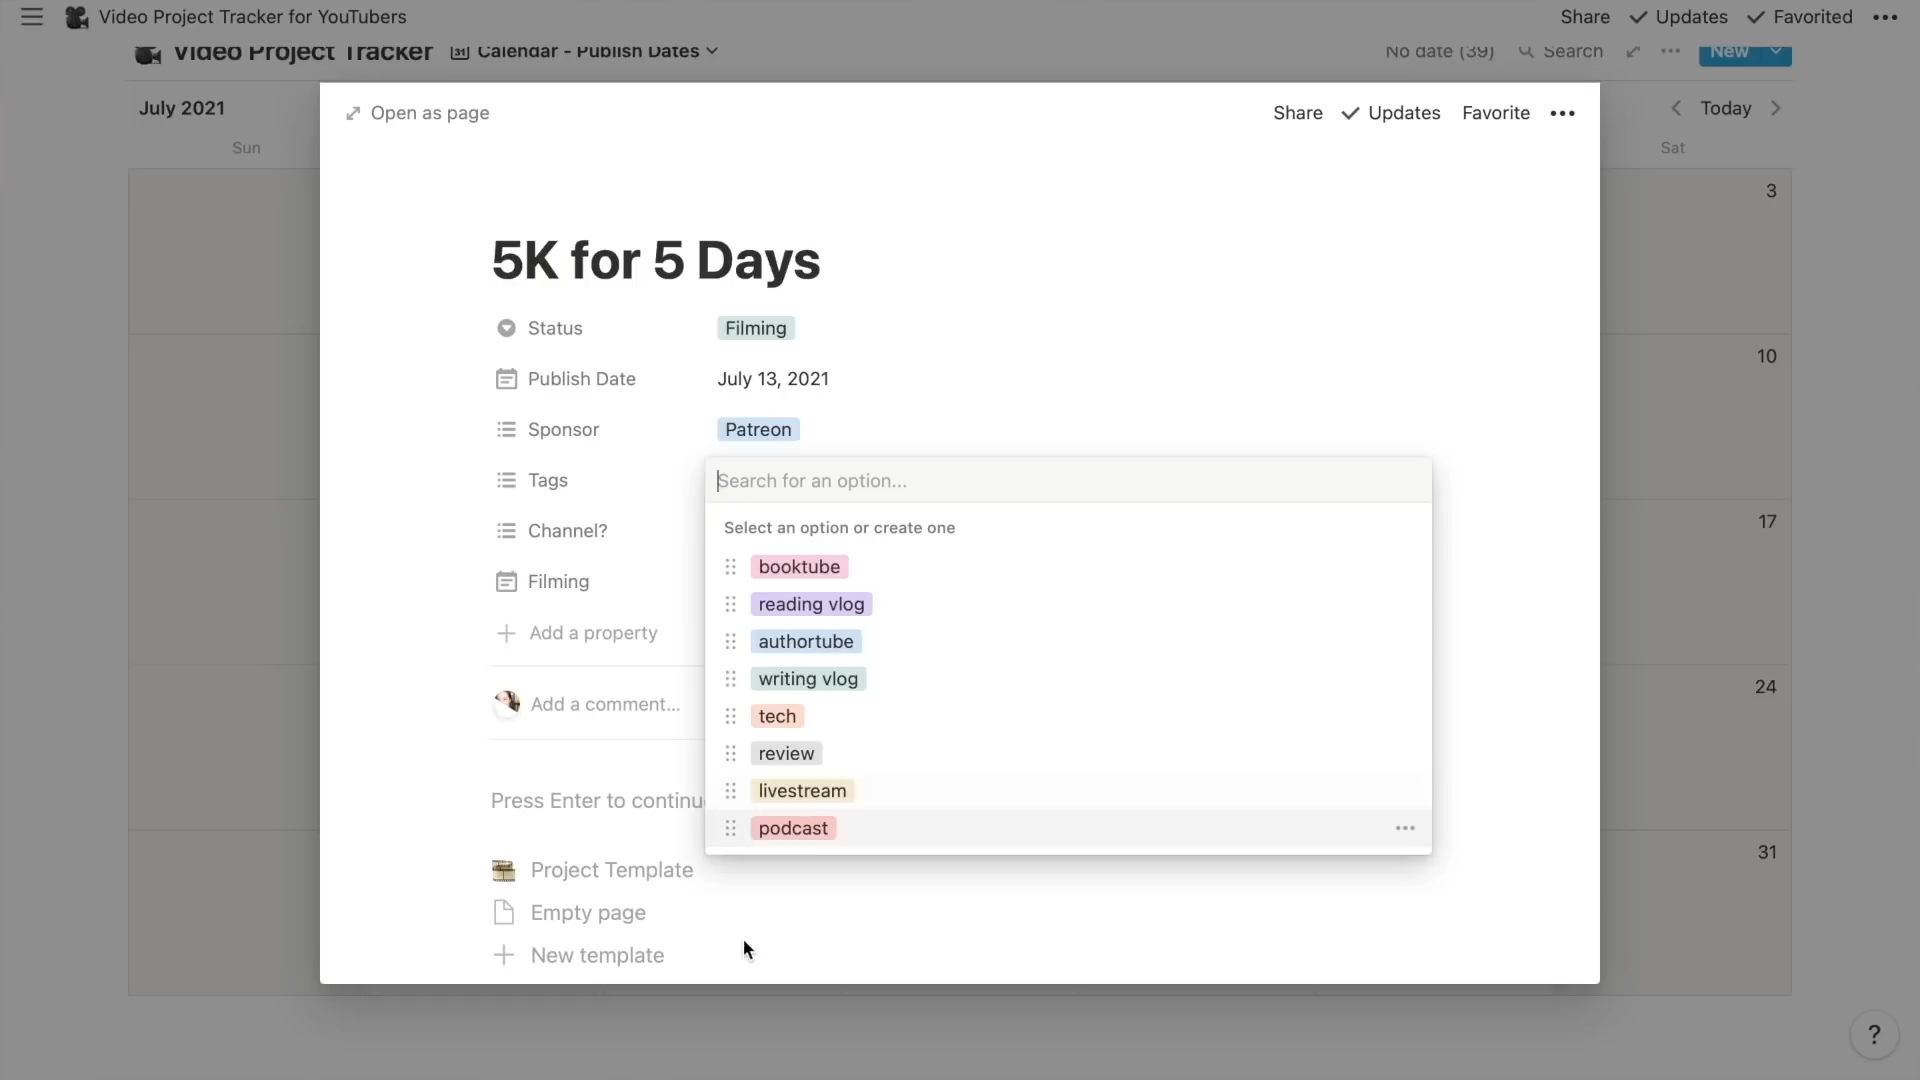 Video Project Tracker for YouTubers
Share Updates Favorited
Video Project Tracker 31 Calendar - Publish Dates
No date (39) Search New
July 2021
Today
Sun
Sat
3
10
17
24
31
Open as page
Share Updates Favorite
5K for 5 Days
Status Filming
Publish Date July 13, 2021
Sponsor Patreon
Tags Search for an option...
Select an option or create one
Channel?
booktube
Filming
reading vlog
Add a property
authortube
writing vlog
Add a comment...
tech
review
livestream
Press Enter to continu
podcast
Project Template
Empty page
New template
?